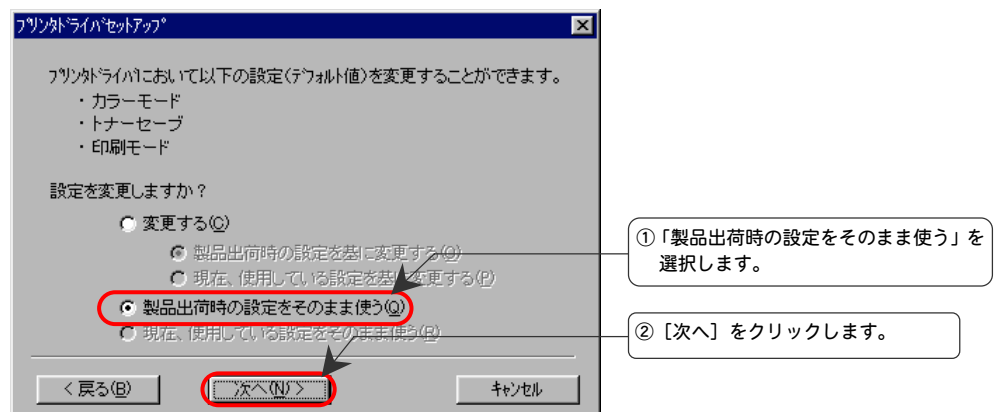 プリンタドライバセットアップ
プリンタドライバにおいて以下の設定(デフォルト値)を変更することができます。
・カラーモード
・トナーセーブ
・印刷モード
設定を変更しますか?
変更する(C)
製品出荷時の設定を基に変更する(O)
現在、使用している設定を基に変更する(P)
製品出荷時の設定をそのまま使う(Q)
現在、使用している設定をそのまま使う(R)
< 戻る(B)
次へ(N) >
キャンセル
①「製品出荷時の設定をそのまま使う」を
選択します。
②[次へ]をクリックします。